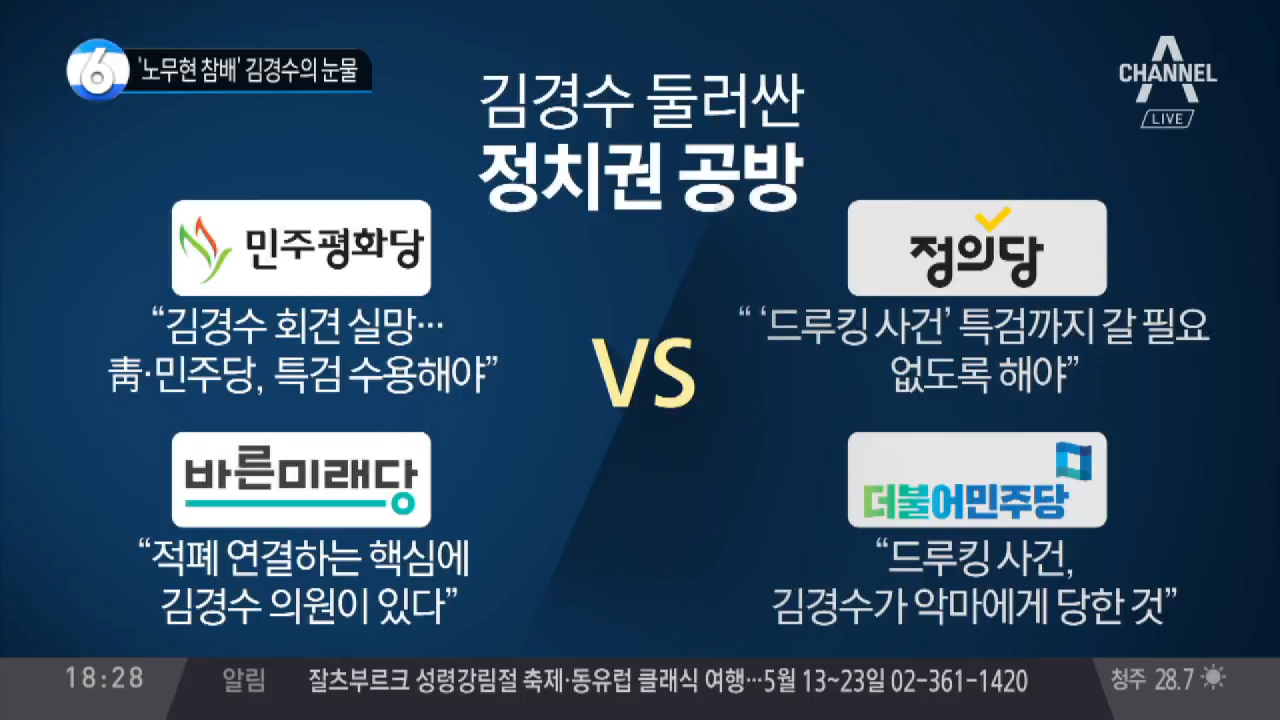 6 '노무현 참배' 김경수의 눈물
CHANNEL A
LIVE
김경수 둘러싼
정치권 공방
민주평화당
“김경수 회견 실망…
靑·민주당, 특검 수용해야”
바른미래당
“적폐 연결하는 핵심에
김경수 의원이 있다”
VS
정의당
“ ‘드루킹 사건’ 특검까지 갈 필요
없도록 해야”
더불어민주당
“드루킹 사건,
김경수가 악마에게 당한 것”
18:28 알림 잘츠부르크 성령강림절 축제·동유럽 클래식 여행…5월 13~23일 02-361-1420 청주 28.7